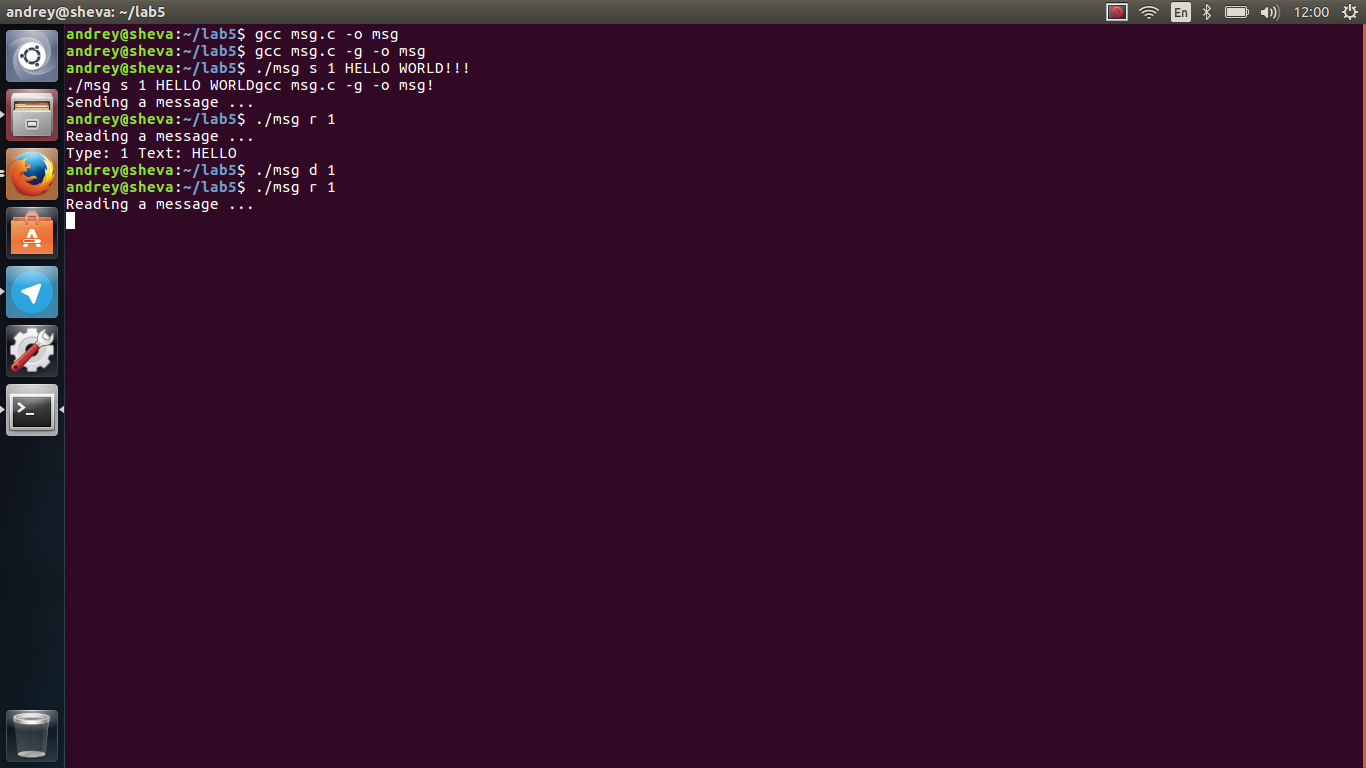 andrey@sheva: ~/lab5
En
12:00
andrey@sheva:~/lab5$ gcc msg.c -o msg
andrey@sheva:~/lab5$ gcc msg.c -g -o msg
andrey@sheva:~/lab5$ ./msg s 1 HELLO WORLD!!!
./msg s 1 HELLO WORLDgcc msg.c -g -o msg!
Sending a message ...
andrey@sheva:~/lab5$ ./msg r 1
Reading a message ...
Type: 1 Text: HELLO
andrey@sheva:~/lab5$ ./msg d 1
andrey@sheva:~/lab5$ ./msg r 1
Reading a message ...